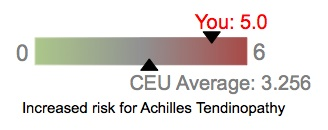 You: 5.0
0 6
CEU Average: 3.256
Increased risk for Achilles Tendinopathy